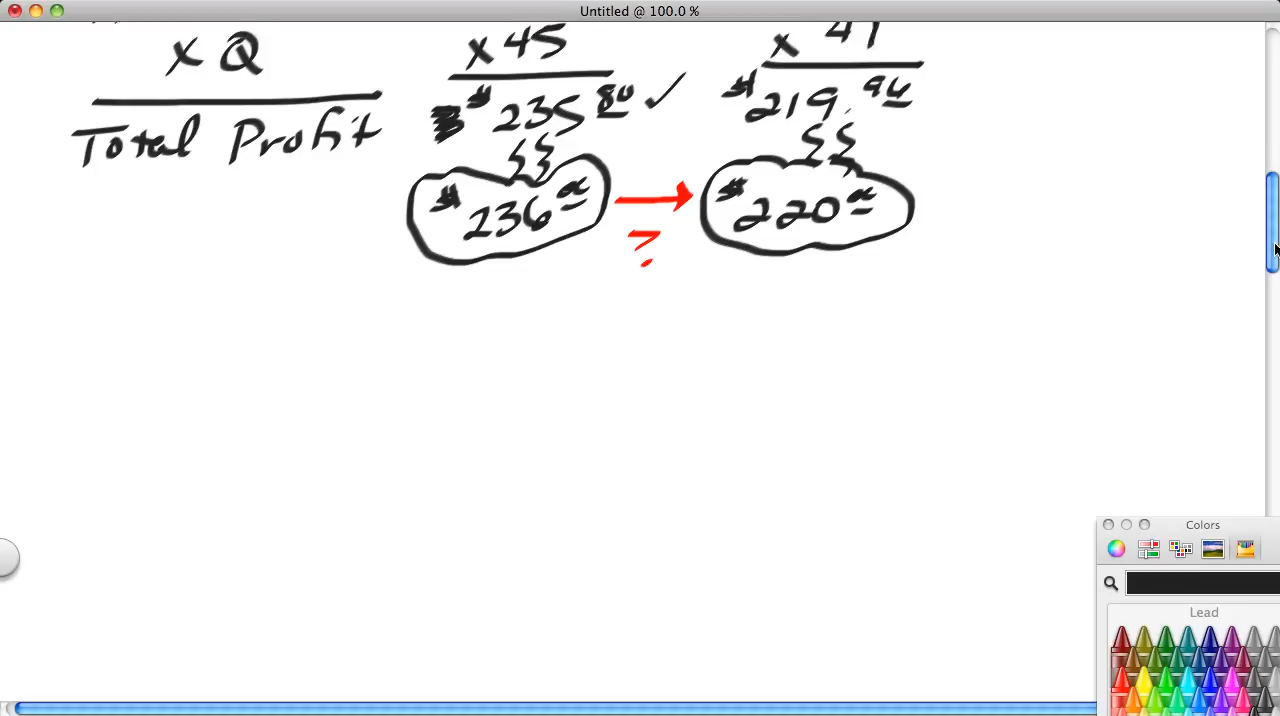 Untitled @ 100.0 %
x Q x 45 x 41
Total Profit $235.80 ✓ $219.94
$236.00 → $220.00
?
Colors
Lead